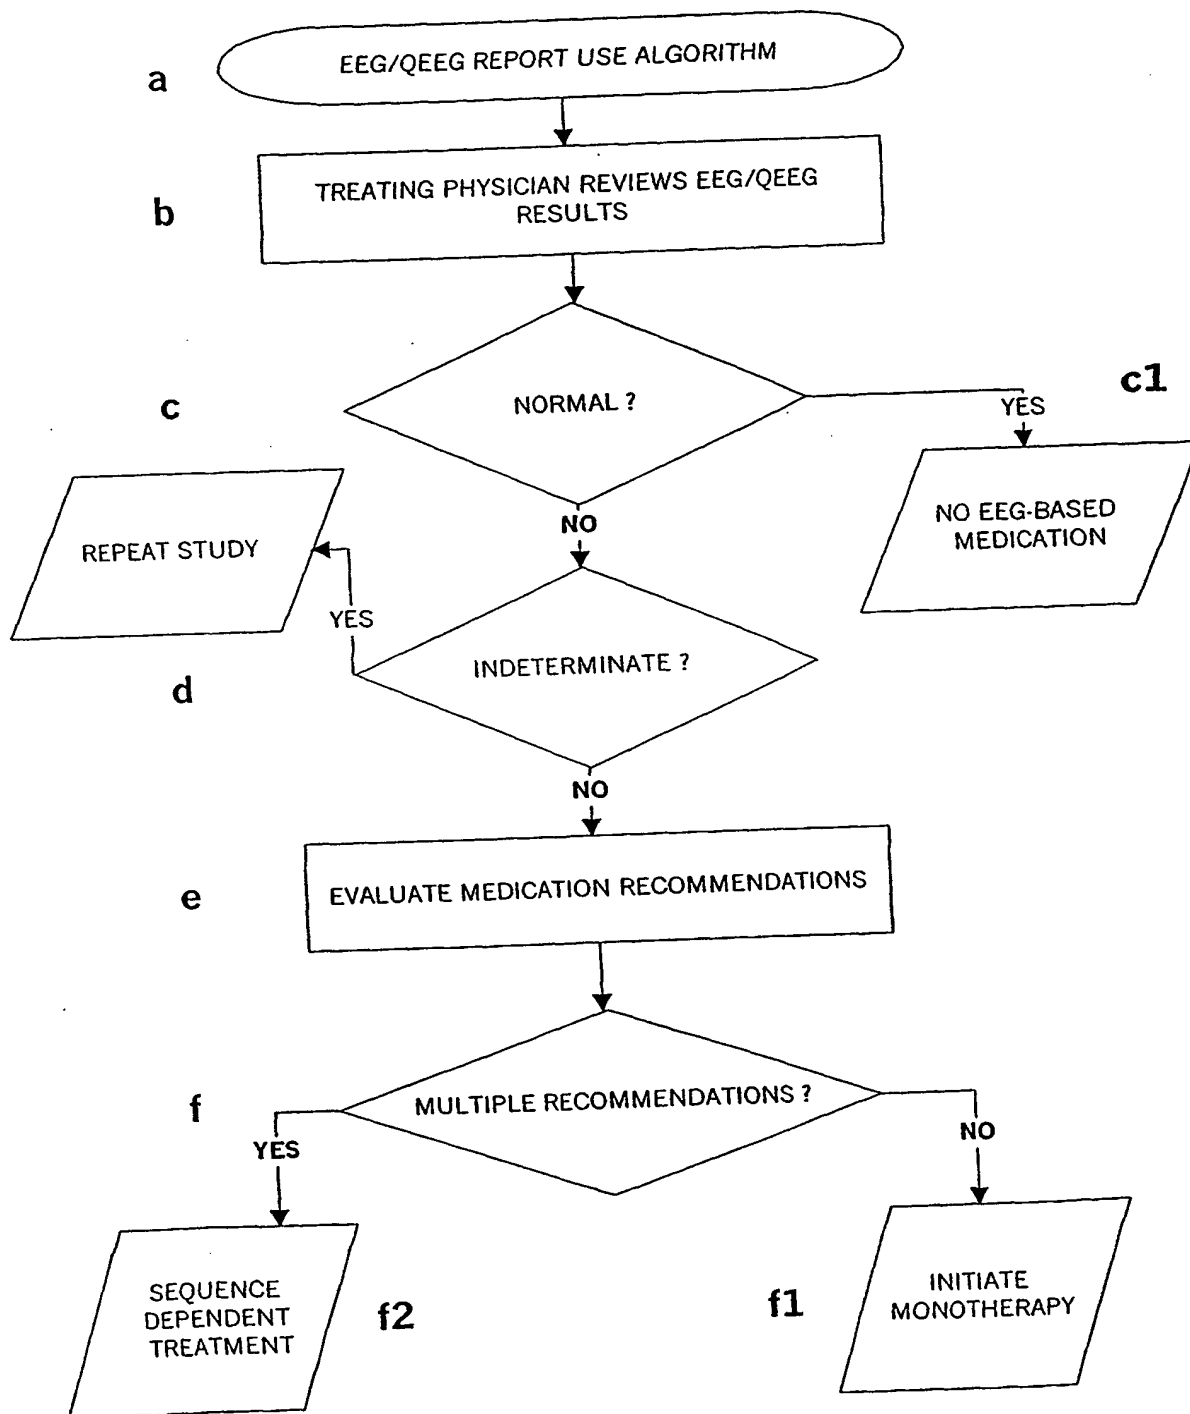 a
EEG/QEEG REPORT USE ALGORITHM
b
TREATING PHYSICIAN REVIEWS EEG/QEEG
RESULTS
c
NORMAL ?
c1
YES
NO EEG-BASED
MEDICATION
NO
REPEAT STUDY
YES
d
INDETERMINATE ?
NO
e
EVALUATE MEDICATION RECOMMENDATIONS
f
MULTIPLE RECOMMENDATIONS ?
YES
NO
SEQUENCE
DEPENDENT
TREATMENT
f2
f1
INITIATE
MONOTHERAPY